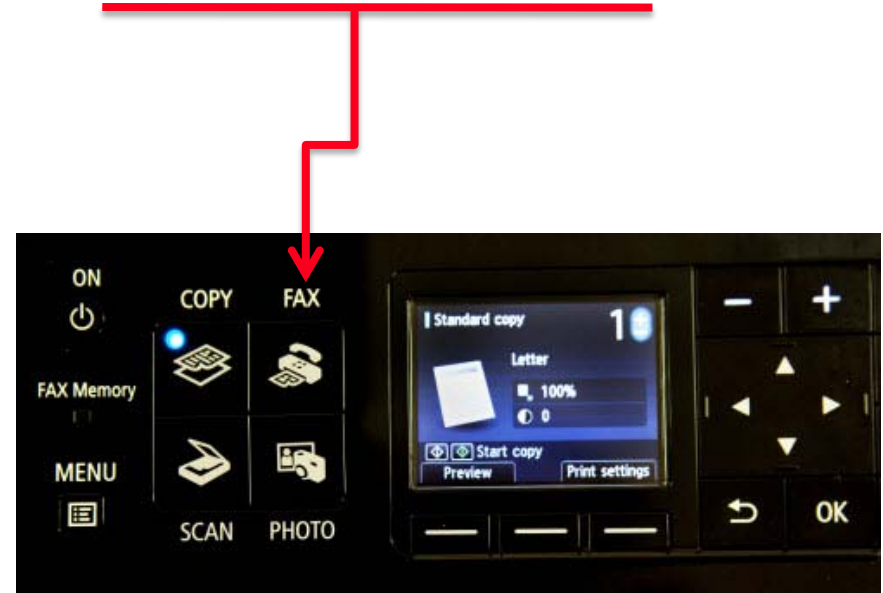 ON
COPY
FAX
FAX Memory
MENU
SCAN
PHOTO
Standard copy
1
Letter
100%
0
Start copy
Preview
Print settings
- +
OK